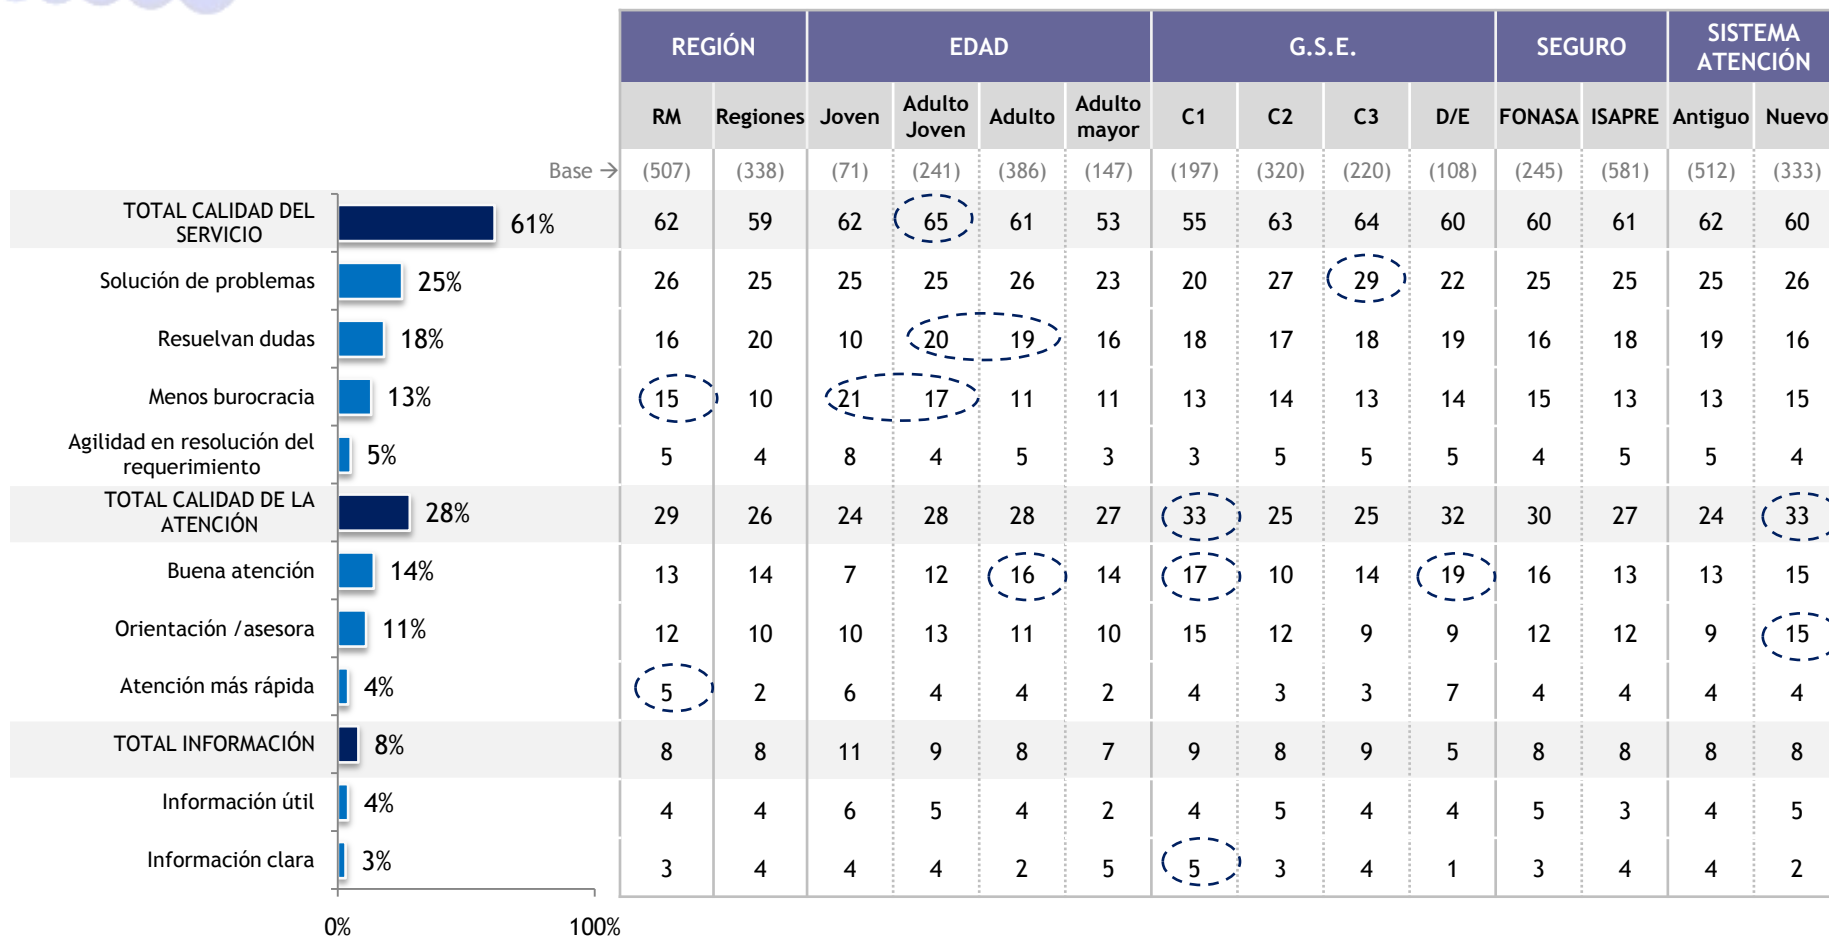 REGIÓN EDAD G.S.E. SEGURO SISTEMA
ATENCIÓN
RM Regiones Joven Adulto
Joven Adulto Adulto
mayor C1 C2 C3 D/E FONASA ISAPRE Antiguo Nuevo
Base → (507) (338) (71) (241) (386) (147) (197) (320) (220) (108) (245) (581) (512) (333)
TOTAL CALIDAD DEL
SERVICIO 61% 62 59 62 65 61 53 55 63 64 60 60 61 62 60
Solución de problemas 25% 26 25 25 25 26 23 20 27 29 22 25 25 25 26
Resuelvan dudas 18% 16 20 10 20 19 16 18 17 18 19 16 18 19 16
Menos burocracia 13% 15 10 21 17 11 11 13 14 13 14 15 13 13 15
Agilidad en resolución del
requerimiento 5% 5 4 8 4 5 3 3 5 5 5 4 5 5 4
TOTAL CALIDAD DE LA
ATENCIÓN 28% 29 26 24 28 28 27 33 25 25 32 30 27 24 33
Buena atención 14% 13 14 7 12 16 14 17 10 14 19 16 13 13 15
Orientación /asesora 11% 12 10 10 13 11 10 15 12 9 9 12 12 9 15
Atención más rápida 4% 5 2 6 4 4 2 4 3 3 7 4 4 4 4
TOTAL INFORMACIÓN 8% 8 8 11 9 8 7 9 8 9 5 8 8 8 8
Información útil 4% 4 4 6 5 4 2 4 5 4 4 5 3 4 5
Información clara 3% 3 4 4 4 2 5 5 3 4 1 3 4 4 2
0% 100%